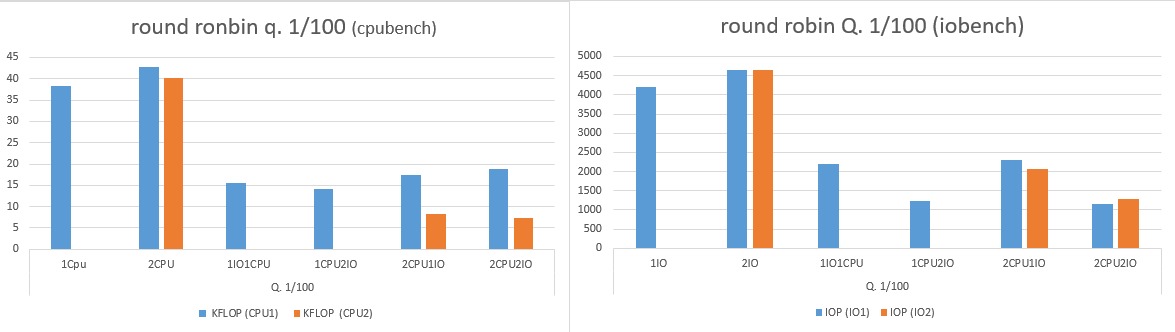 round ronbin q. 1/100 (cpubench)
45
40
35
30
25
20
15
10
5
0
1Cpu 2CPU 1IO1CPU 1CPU2IO 2CPU1IO 2CPU2IO
Q. 1/100
KFLOP (CPU1) KFLOP (CPU2)
round robin Q. 1/100 (iobench)
5000
4500
4000
3500
3000
2500
2000
1500
1000
500
0
1IO 2IO 1IO1CPU 1CPU2IO 2CPU1IO 2CPU2IO
Q. 1/100
IOP (IO1) IOP (IO2)